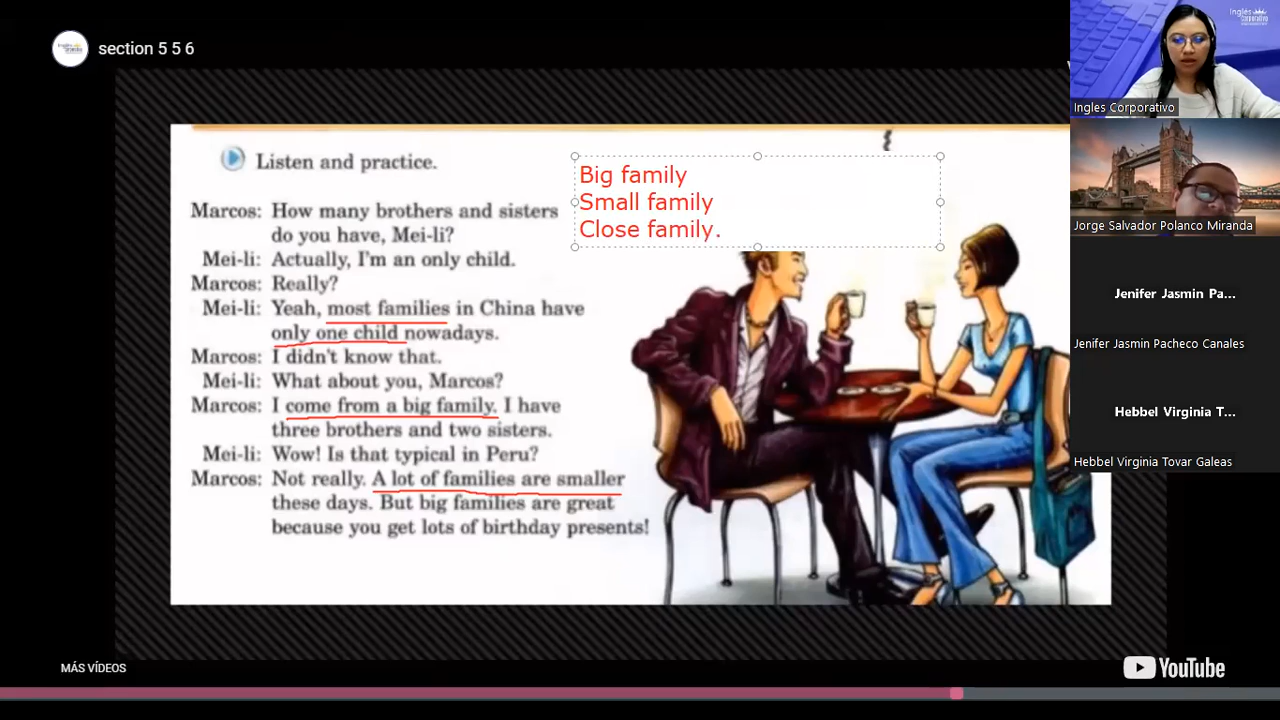 section 5 5 6
Listen and practice.
Big family
Small family
Close family.
Marcos: How many brothers and sisters
do you have, Mei-li?
Mei-li: Actually, I'm an only child.
Marcos: Really?
Mei-li: Yeah, most families in China have
only one child nowadays.
Marcos: I didn't know that.
Mei-li: What about you, Marcos?
Marcos: I come from a big family. I have
three brothers and two sisters.
Mei-li: Wow! Is that typical in Peru?
Marcos: Not really. A lot of families are smaller
these days. But big families are great
because you get lots of birthday presents!
Inglés
Corporativo
Ingles Corporativo
Jorge Salvador Polanco Miranda
Jenifer Jasmin Pa...
Jenifer Jasmin Pacheco Canales
Hebbel Virginia T...
Hebbel Virginia Tovar Galeas
MÁS VÍDEOS
YouTube